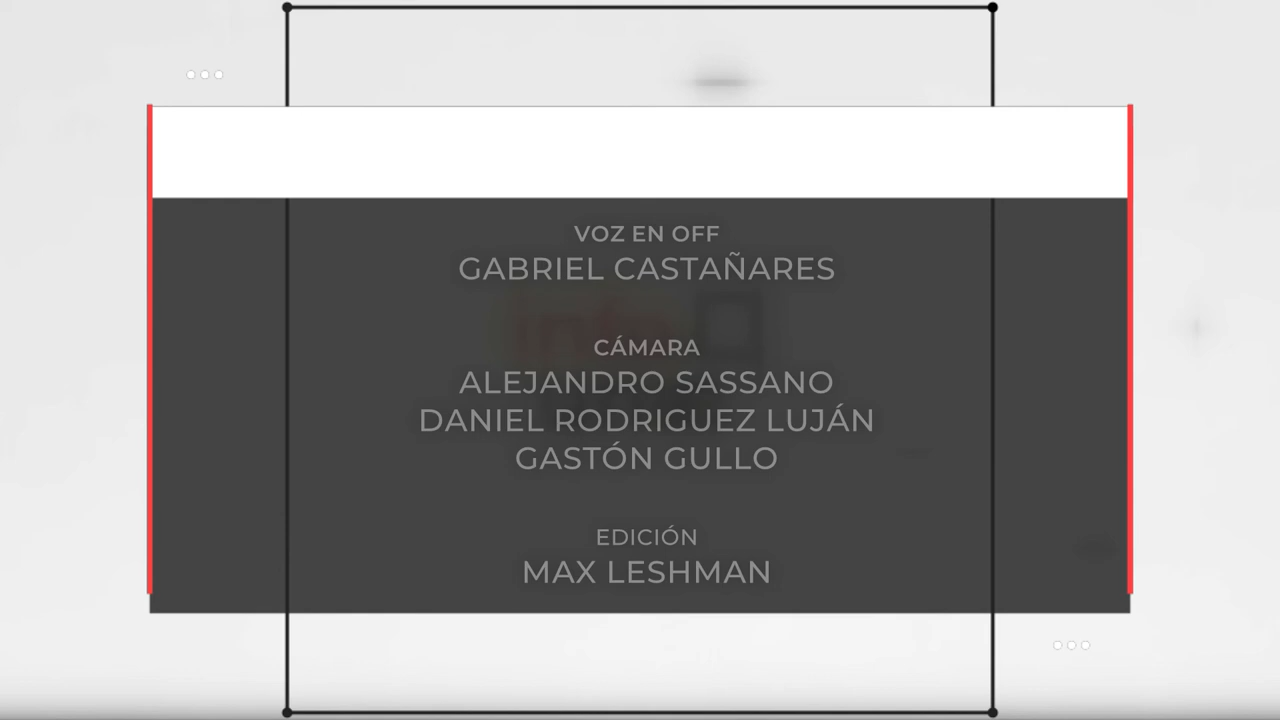 VOZ EN OFF
GABRIEL CASTAÑARES
CÁMARA
ALEJANDRO SASSANO
DANIEL RODRIGUEZ LUJÁN
GASTÓN GULLO
EDICIÓN
MAX LESHMAN